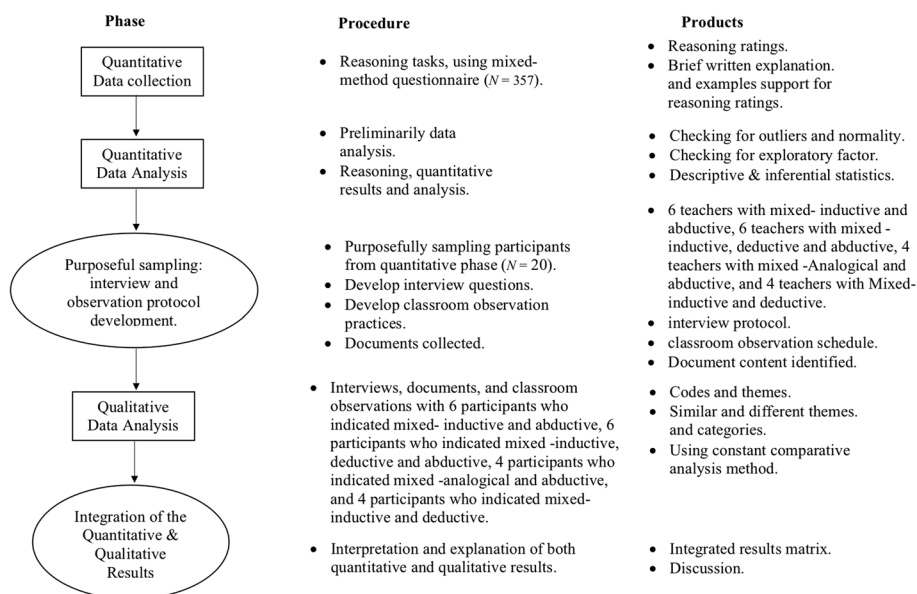 Phase
Procedure
Products
Quantitative
Data collection
Reasoning tasks, using mixed-
method questionnaire (N = 357).
Reasoning ratings.
Brief written explanation.
and examples support for
reasoning ratings.
Quantitative
Data Analysis
Preliminarily data
analysis.
Reasoning, quantitative
results and analysis.
Checking for outliers and normality.
Checking for exploratory factor.
Descriptive & inferential statistics.
Purposeful sampling:
interview and
observation protocol
development.
Purposefully sampling participants
from quantitative phase (N = 20).
Develop interview questions.
Develop classroom observation
practices.
Documents collected.
6 teachers with mixed- inductive and
abductive, 6 teachers with mixed -
inductive, deductive and abductive, 4
teachers with mixed -Analogical and
abductive, and 4 teachers with Mixed-
inductive and deductive.
interview protocol.
classroom observation schedule.
Document content identified.
Qualitative
Data Analysis
Interviews, documents, and classroom
observations with 6 participants who
indicated mixed- inductive and abductive, 6
participants who indicated mixed -inductive,
deductive and abductive, 4 participants who
indicated mixed -analogical and abductive,
and 4 participants who indicated mixed-
inductive and deductive.
Codes and themes.
Similar and different themes.
and categories.
Using constant comparative
analysis method.
Integration of the
Quantitative &
Qualitative
Results
Interpretation and explanation of both
quantitative and qualitative results.
Integrated results matrix.
Discussion.